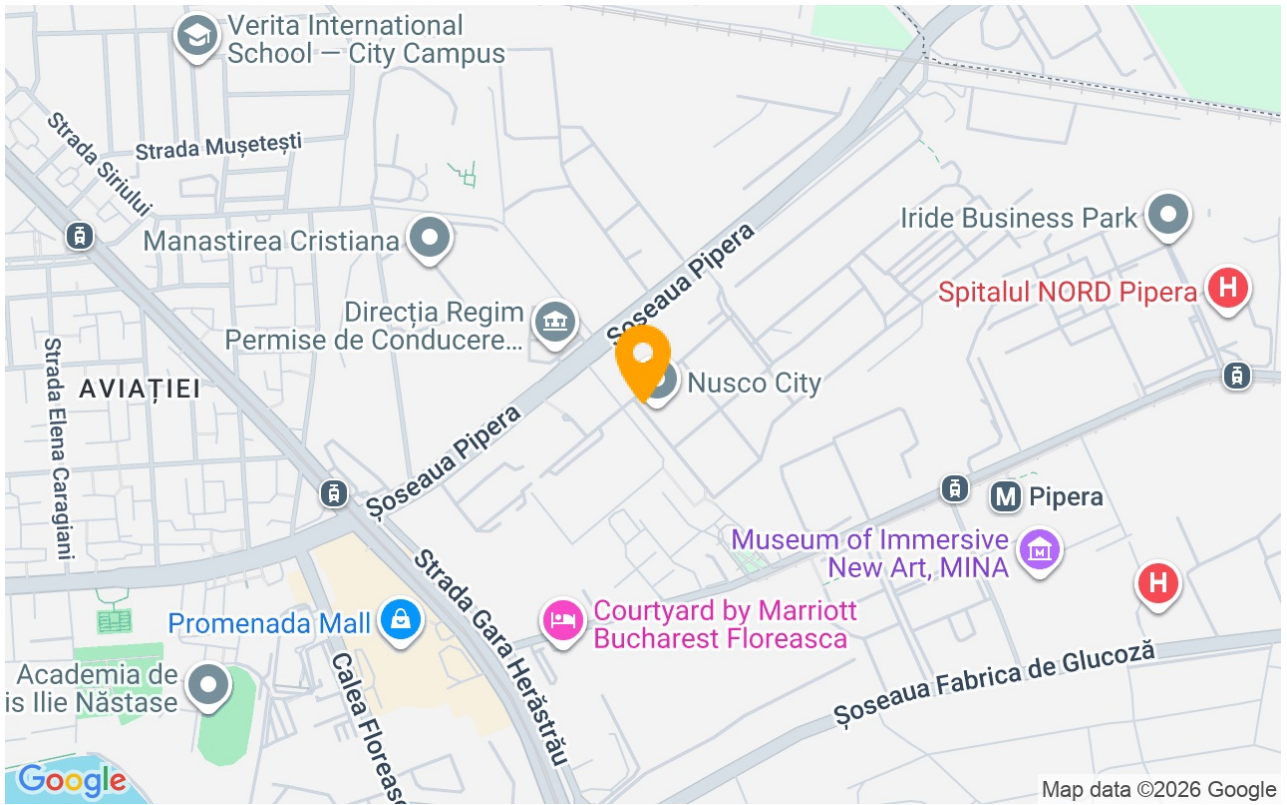 Verita International
School — City Campus
Strada Mușetești
Strada Siriului
Manastirea Cristiana
Iride Business Park
Spitalul NORD Pipera
H
Șoseaua Pipera
Direcția Regim
Permise de Conducere...
Nusco City
AVIAȚIEI
Strada Elena Caragiani
Șoseaua Pipera
M Pipera
Museum of Immersive
New Art, MINA
M
H
Strada Gara Herăstrău
Courtyard by Marriott
Bucharest Floreasca
Promenada Mall
Calea Floreasc
Academia de
is Ilie Năstase
Șoseaua Fabrica de Glucoză
Google
Map data ©2026 Google